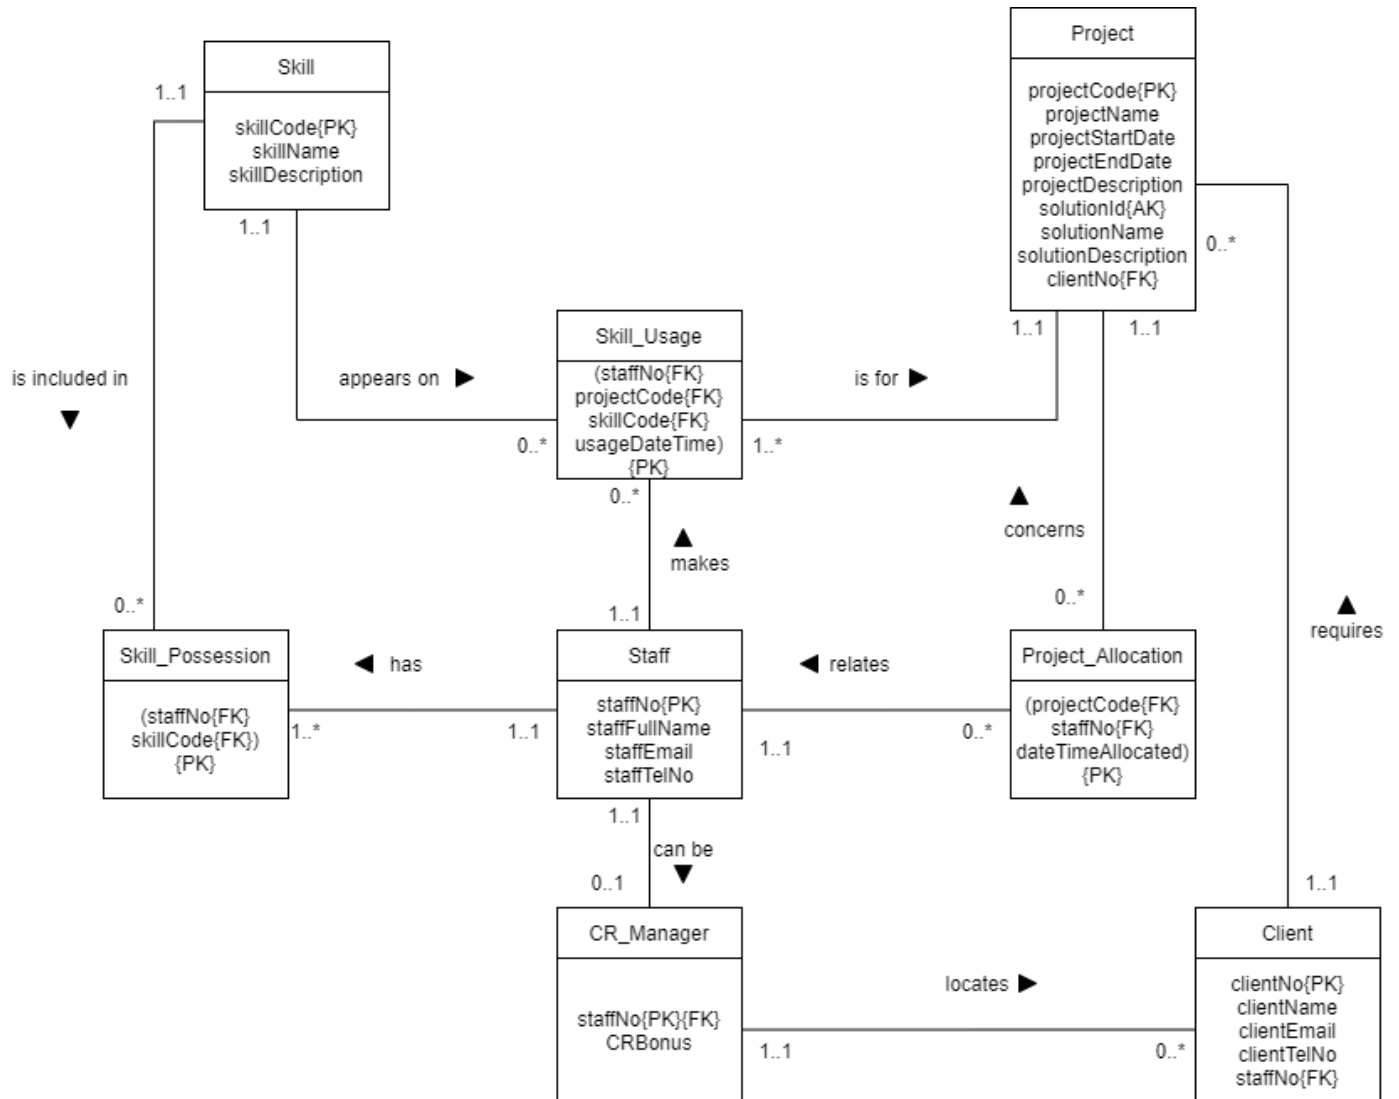 Project
Skill
1..1
skillCode{PK}
skillName
skillDescription
projectCode{PK}
projectName
projectStartDate
projectEndDate
projectDescription
solutionId{AK}
solutionName
solutionDescription
clientNo{FK}
1..1
0..*
1..1
1..1
Skill_Usage
(staffNo{FK}
projectCode{FK}
skillCode{FK}
usageDateTime)
{PK}
is included in
appears on
is for
0..*
1..*
0..*
concerns
makes
0..*
1..1
0..*
requires
Skill_Possession
(staffNo{FK}
skillCode{FK})
{PK}
has
Staff
staffNo{PK}
staffFullName
staffEmail
staffTelNo
relates
Project_Allocation
(projectCode{FK}
staffNo{FK}
dateTimeAllocated)
{PK}
1..*
1..1
1..1
0..*
1..1
can be
0..1
1..1
CR_Manager
staffNo{PK}{FK}
CRBonus
locates
1..1
0..*
Client
clientNo{PK}
clientName
clientEmail
clientTelNo
staffNo{FK}